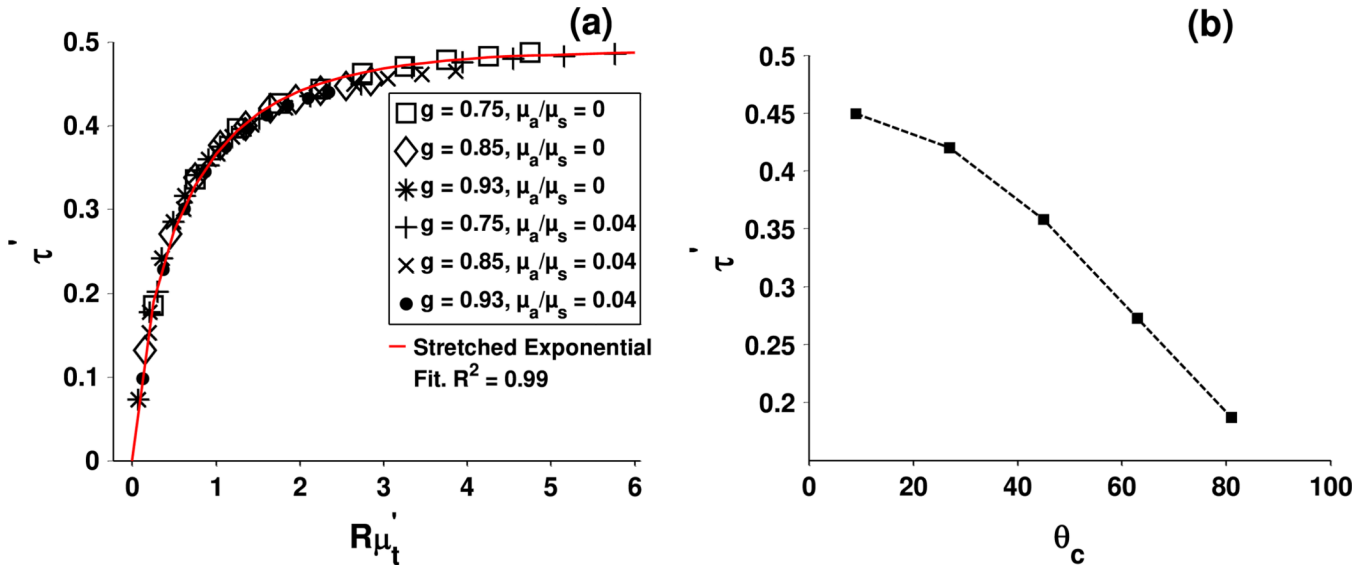 (a)
0.5
0.4
0.3
0.2
0.1
0
τ'
0 1 2 3 4 5 6
Rμt'
g = 0.75, μa/μs = 0
g = 0.85, μa/μs = 0
g = 0.93, μa/μs = 0
g = 0.75, μa/μs = 0.04
g = 0.85, μa/μs = 0.04
g = 0.93, μa/μs = 0.04
Stretched Exponential
Fit. R² = 0.99
(b)
0.5
0.45
0.4
0.35
0.3
0.25
0.2
τ'
0 20 40 60 80 100
θc